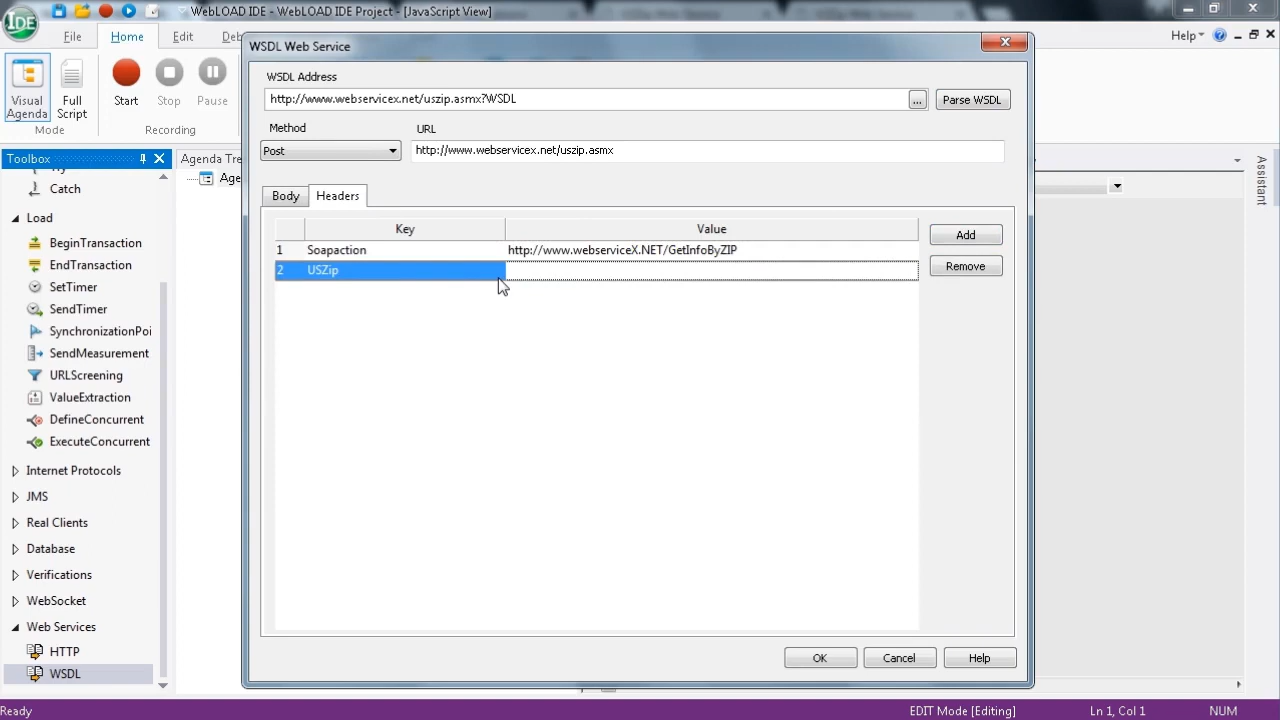 IDE
WebLOAD IDE - WebLOAD IDE Project - [JavaScript View]
File
Home
Edit
Help
Visual Agenda
Full Script
Start
Stop
Pause
Mode
Recording
Toolbox
Agenda Tre
Age
Assistant
Catch
Load
BeginTransaction
EndTransaction
SetTimer
SendTimer
SynchronizationPoi
SendMeasurement
URLScreening
ValueExtraction
DefineConcurrent
ExecuteConcurrent
Internet Protocols
JMS
Real Clients
Database
Verifications
WebSocket
Web Services
HTTP
WSDL
WSDL Web Service
WSDL Address
http://www.webservicex.net/uszip.asmx?WSDL
...
Parse WSDL
Method
URL
Post
http://www.webservicex.net/uszip.asmx
Body
Headers
Key
Value
1 Soapaction http://www.webserviceX.NET/GetInfoByZIP
2 USZip
Add
Remove
OK
Cancel
Help
Ready
EDIT Mode [Editing]
Ln 1, Col 1
NUM